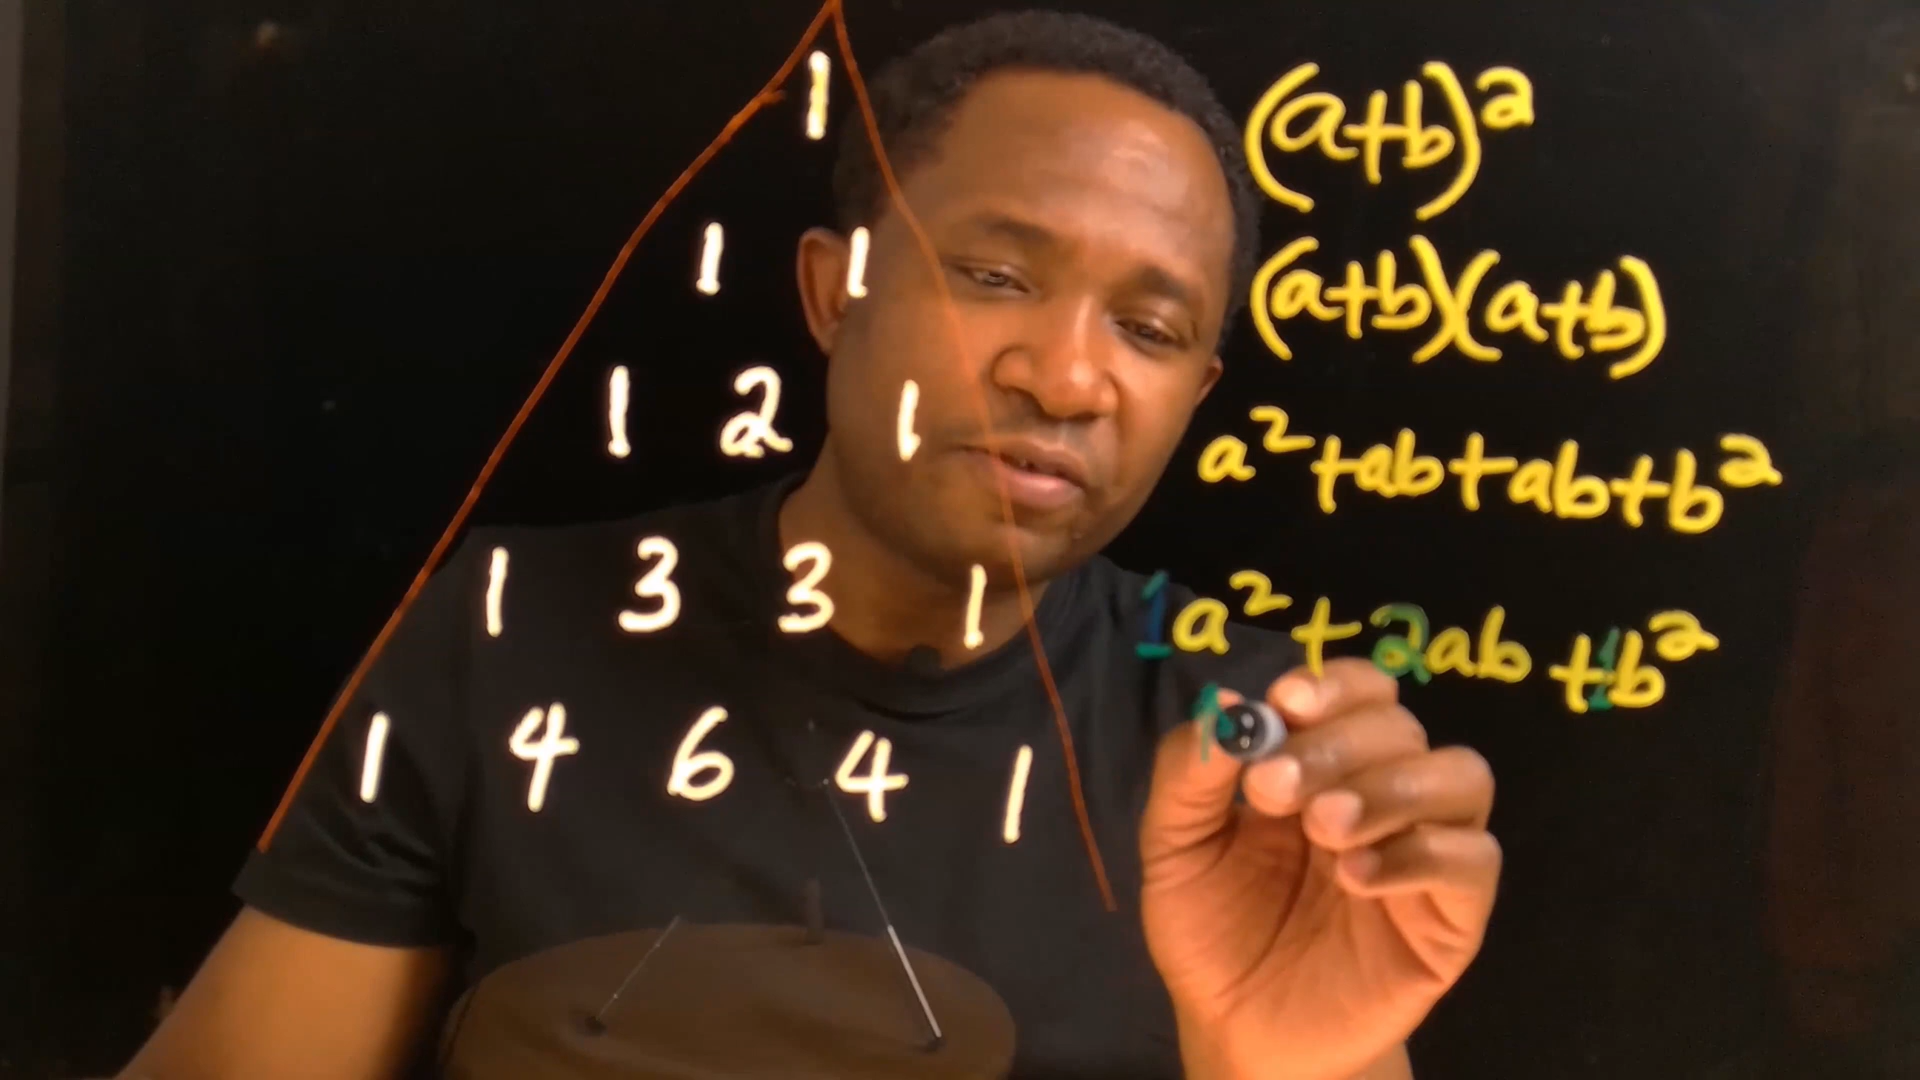 1
1 1
1 2 1
1 3 3 1
1 4 6 4 1
(a+b)²
(a+b)(a+b)
a²+ab+ab+b²
1a²+2ab+1b²
1